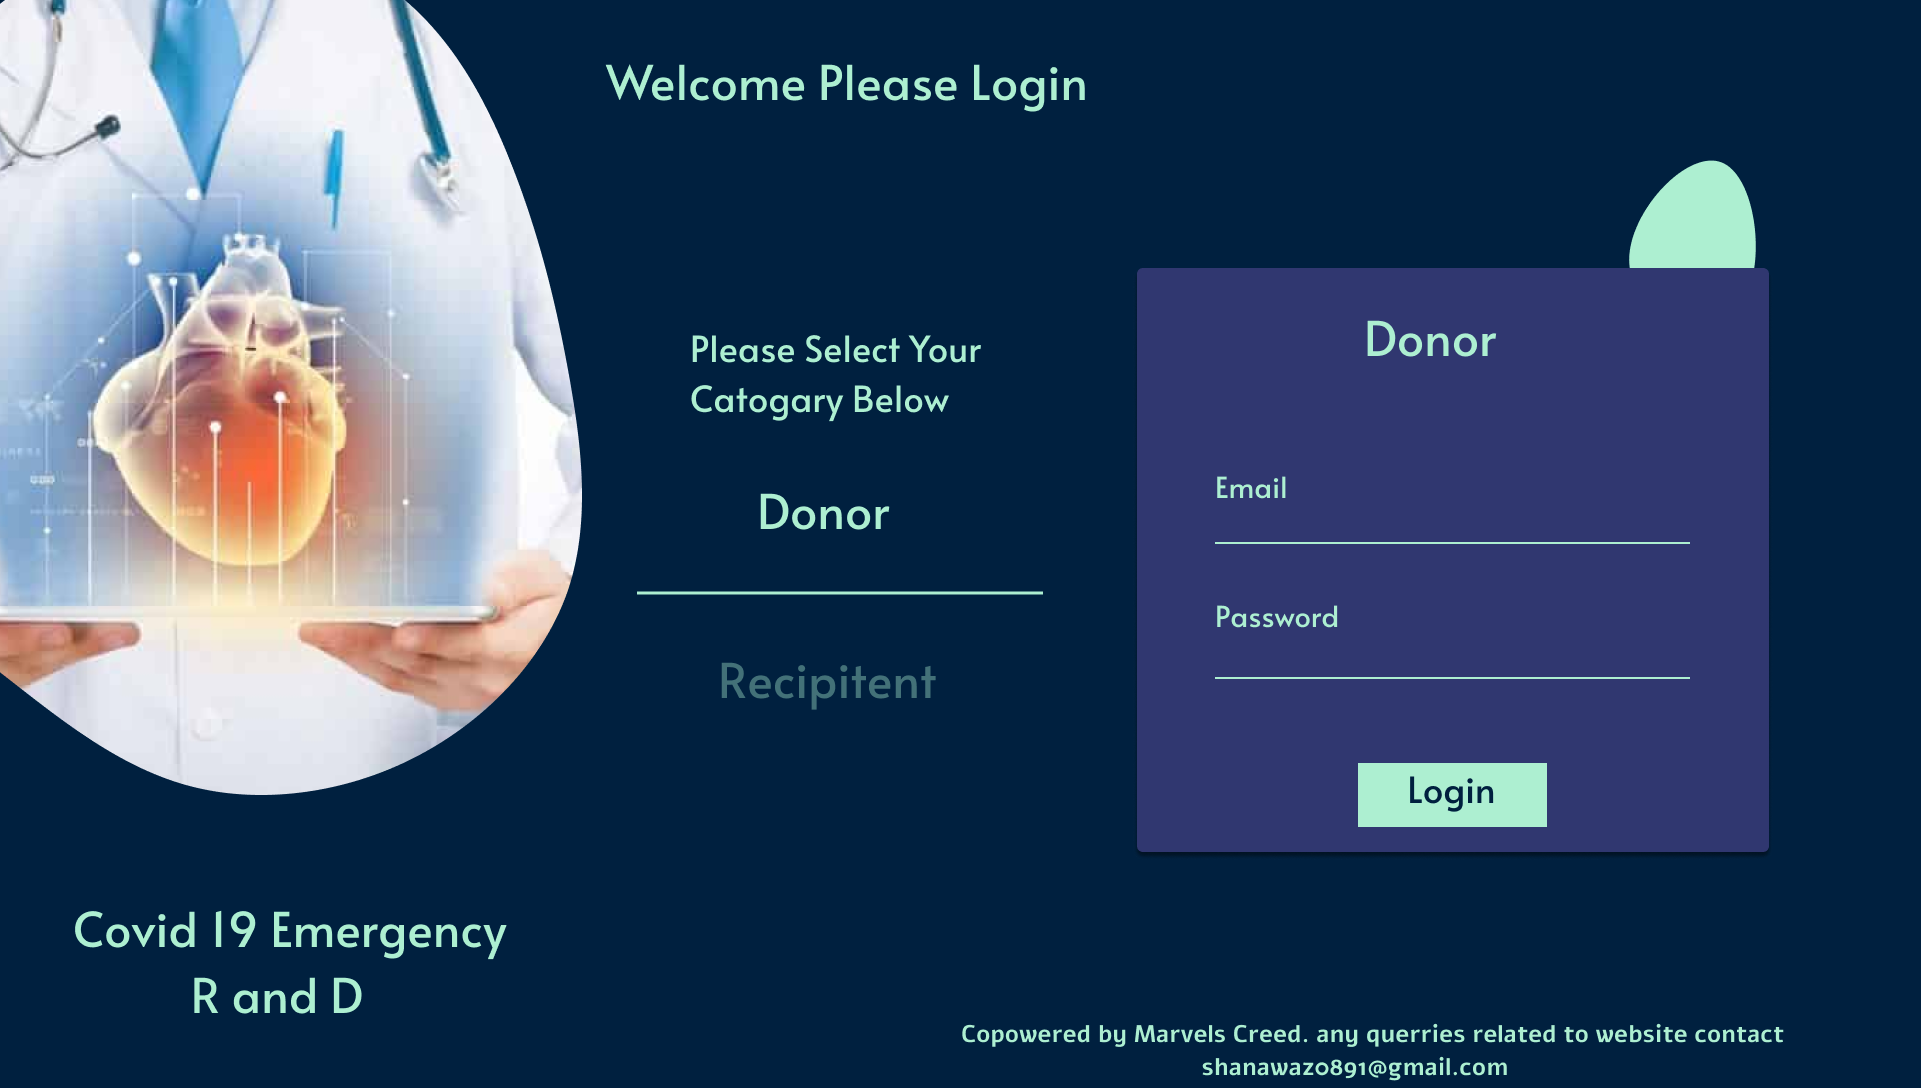 Welcome Please Login
Please Select Your
Catogary Below
Donor
Recipitent
Donor
Email
Password
Login
Covid 19 Emergency
R and D
Copowered by Marvels Creed. any querries related to website contact
shanawaz0891@gmail.com